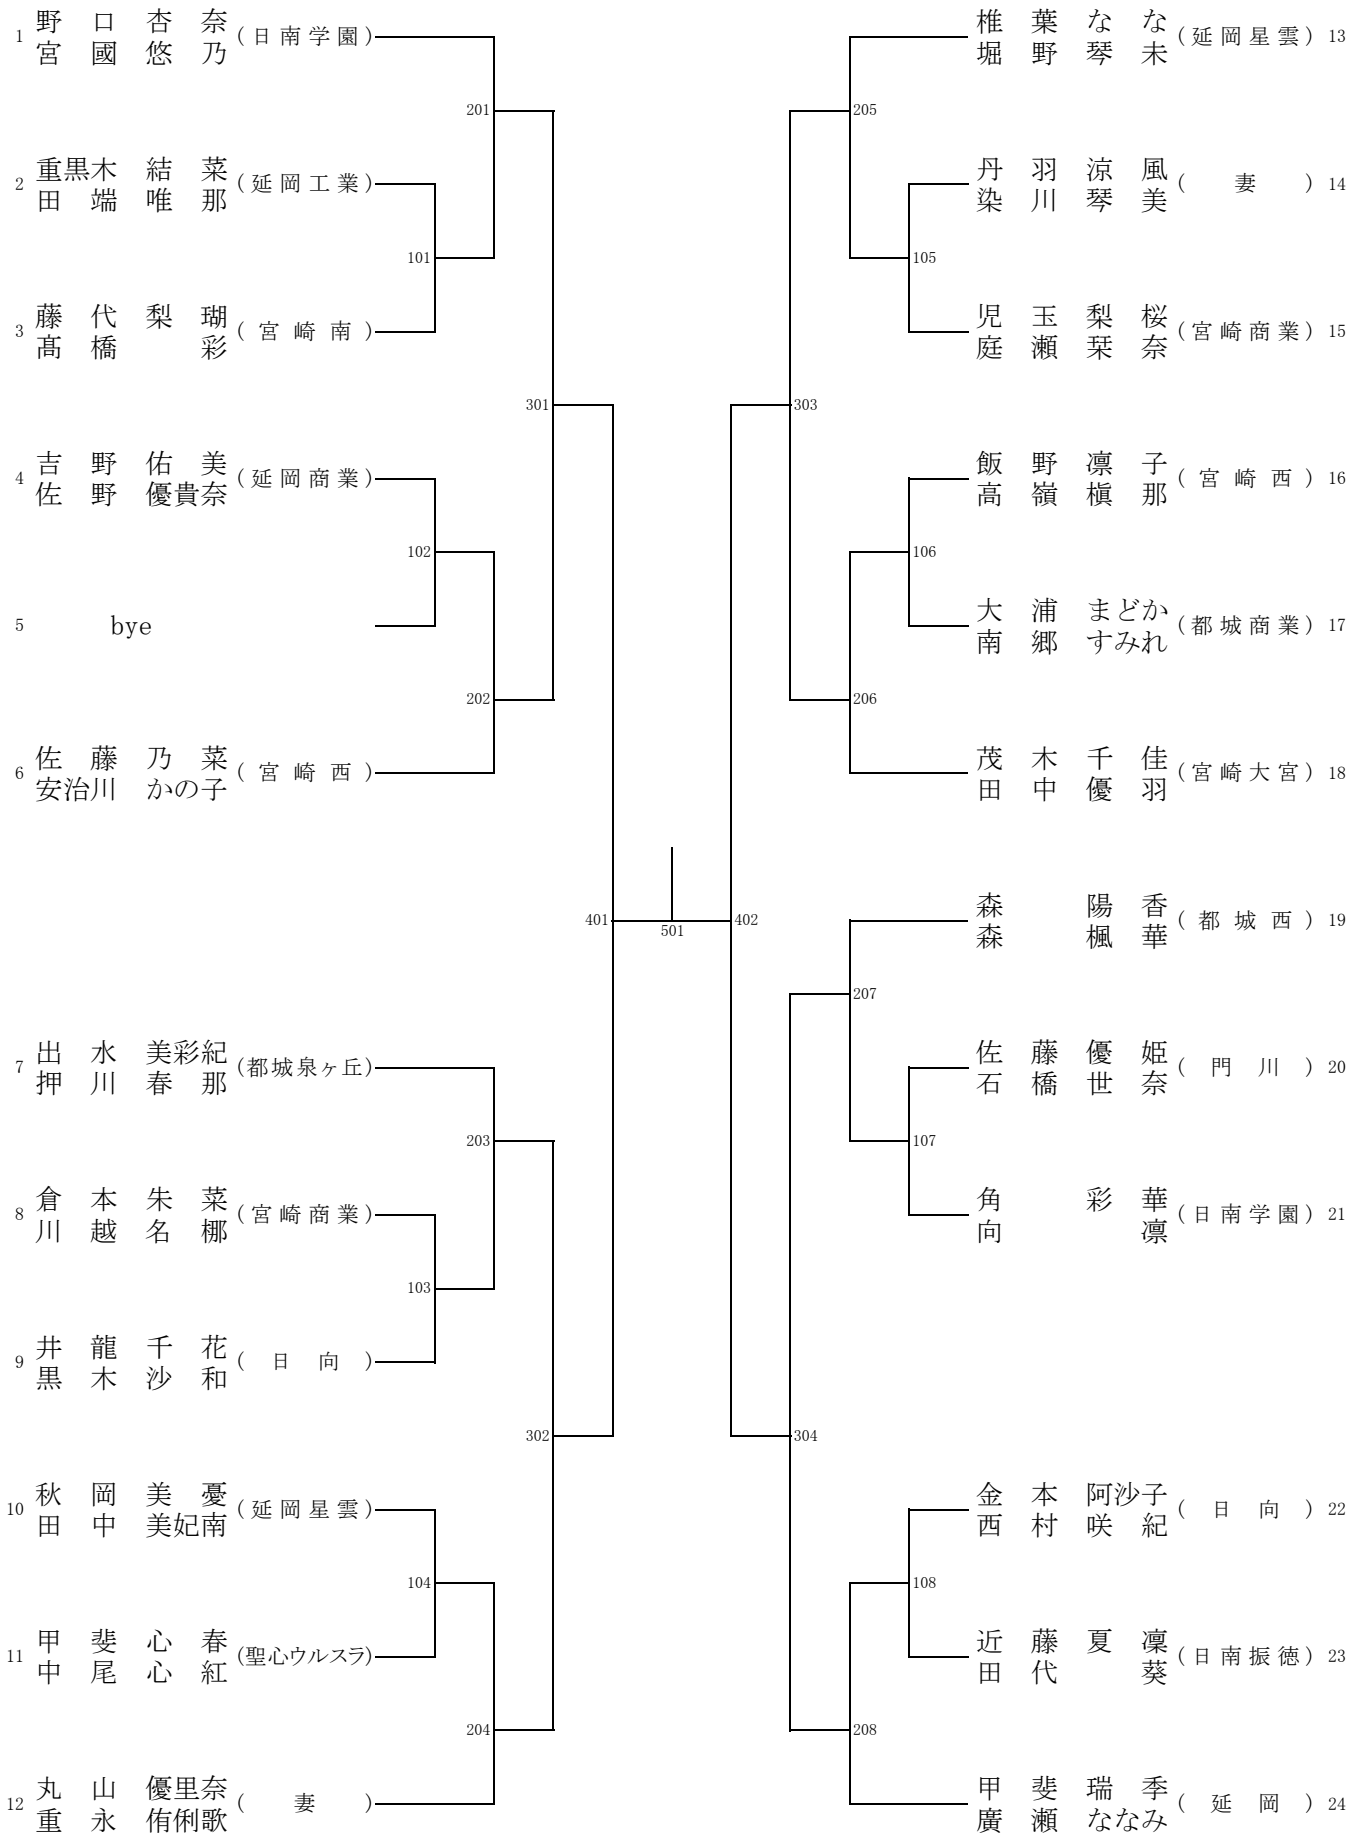 1 野口杏奈 (日南学園)
宮國悠乃
201
2 重黒木結菜 (延岡工業)
田端唯那
101
3 藤代梨瑚 (宮崎南)
髙橋彩
301
4 吉野佑美 (延岡商業)
佐野優貴奈
102
5 bye
202
6 佐藤乃菜 (宮崎西)
安治川かの子
401
7 出水美彩紀 (都城泉ヶ丘)
押川春那
203
8 倉本朱菜 (宮崎商業)
川越名梛
103
9 井龍千花 (日向)
黒木沙和
302
10 秋岡美憂 (延岡星雲)
田中美妃南
104
11 甲斐心春 (聖心ウルスラ)
中尾心紅
204
12 丸山優里奈 (妻)
重永侑俐歌
501
椎葉なな (延岡星雲) 13
堀野琴未
205
丹羽涼風 (妻) 14
染川琴美
105
児玉梨桜 (宮崎商業) 15
庭瀬栞奈
303
飯野凛子 (宮崎西) 16
高嶺槇那
106
大浦まどか (都城商業) 17
南郷すみれ
206
茂木千佳 (宮崎大宮) 18
田中優羽
402
森陽香 (都城西) 19
森楓華
207
佐藤優姫 (門川) 20
石橋世奈
107
角彩華 (日南学園) 21
向凛
304
金本阿沙子 (日向) 22
西村咲紀
108
近藤夏凜 (日南振徳) 23
田代葵
208
甲斐瑞季 (延岡) 24
廣瀬ななみ